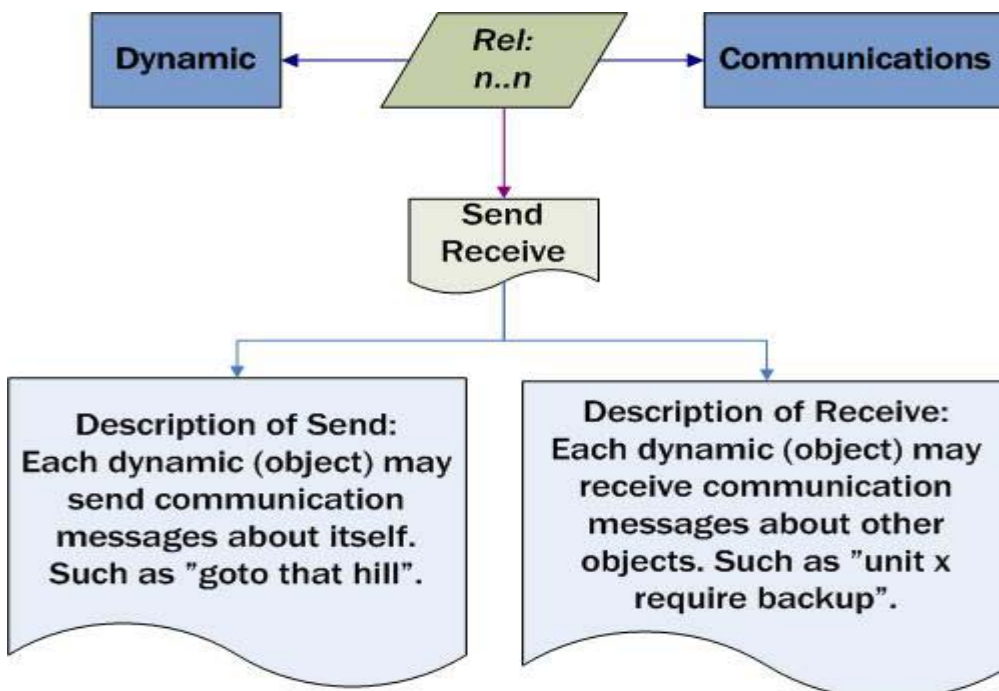 Dynamic
Rel:
n..n
Communications
Send
Receive
Description of Send:
Each dynamic (object) may
send communication
messages about itself.
Such as ”goto that hill”.
Description of Receive:
Each dynamic (object) may
receive communication
messages about other
objects. Such as ”unit x
require backup”.